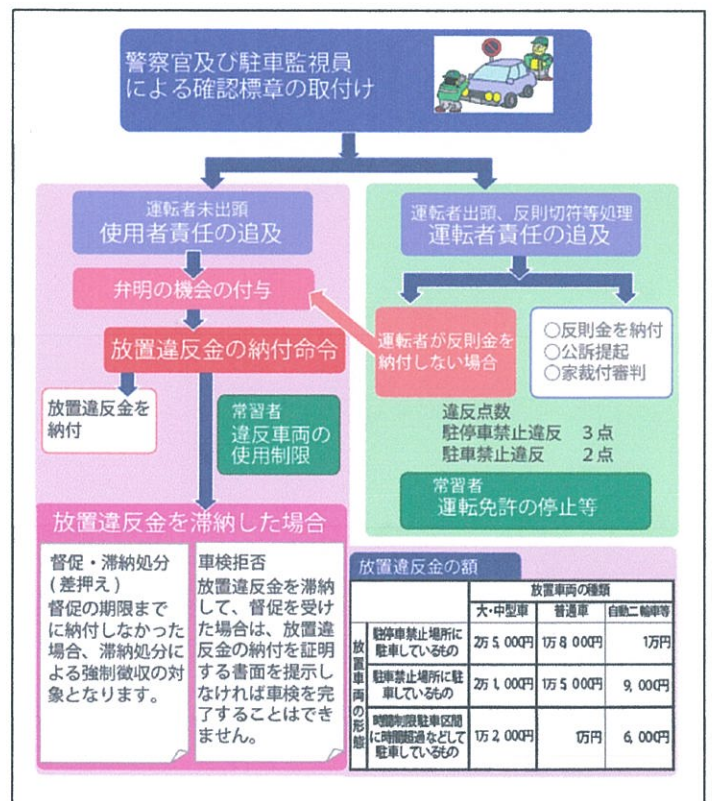 警察官及び駐車監視員
による確認標章の取付け
運転者未出頭
使用者責任の追及
弁明の機会の付与
放置違反金の納付命令
放置違反金を
納付
常習者
違反車両の
使用制限
運転者出頭、反則切符等処理
運転者責任の追及
運転者が反則金を
納付しない場合
○反則金を納付
○公訴提起
○家裁付審判
違反点数
駐停車禁止違反 3点
駐車禁止違反 2点
常習者
運転免許の停止等
放置違反金を滞納した場合
督促・滞納処分
(差押え)
督促の期限まで
に納付しなかった
場合、滞納処分
による強制徴収の対
象となります。
車検拒否
放置違反金を滞納
して、督促を受け
た場合は、放置違反
金の納付を証明
する書面を提示し
なければ車検を完
了することはでき
ません。
放置違反金の額
放置車両の種類
大・中型車 普通車 自動二輪車等
放置車両の形態
駐停車禁止場所に
駐車しているもの
2万5,000円 1万8,000円 1万円
駐車禁止場所に駐
車しているもの
2万1,000円 1万5,000円 9,000円
時間制限駐車区間
に時間超過などして
駐車しているもの
1万2,000円 1万円 6,000円